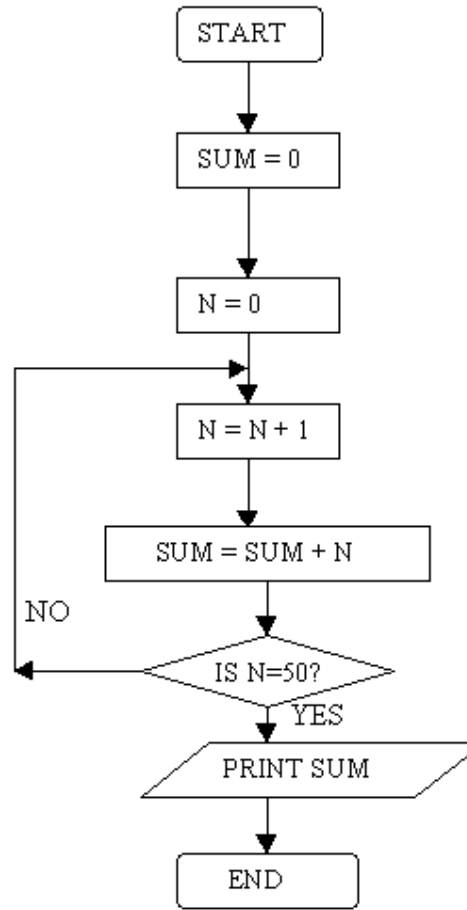 START
SUM = 0
N = 0
N = N + 1
SUM = SUM + N
NO
IS N=50?
YES
PRINT SUM
END